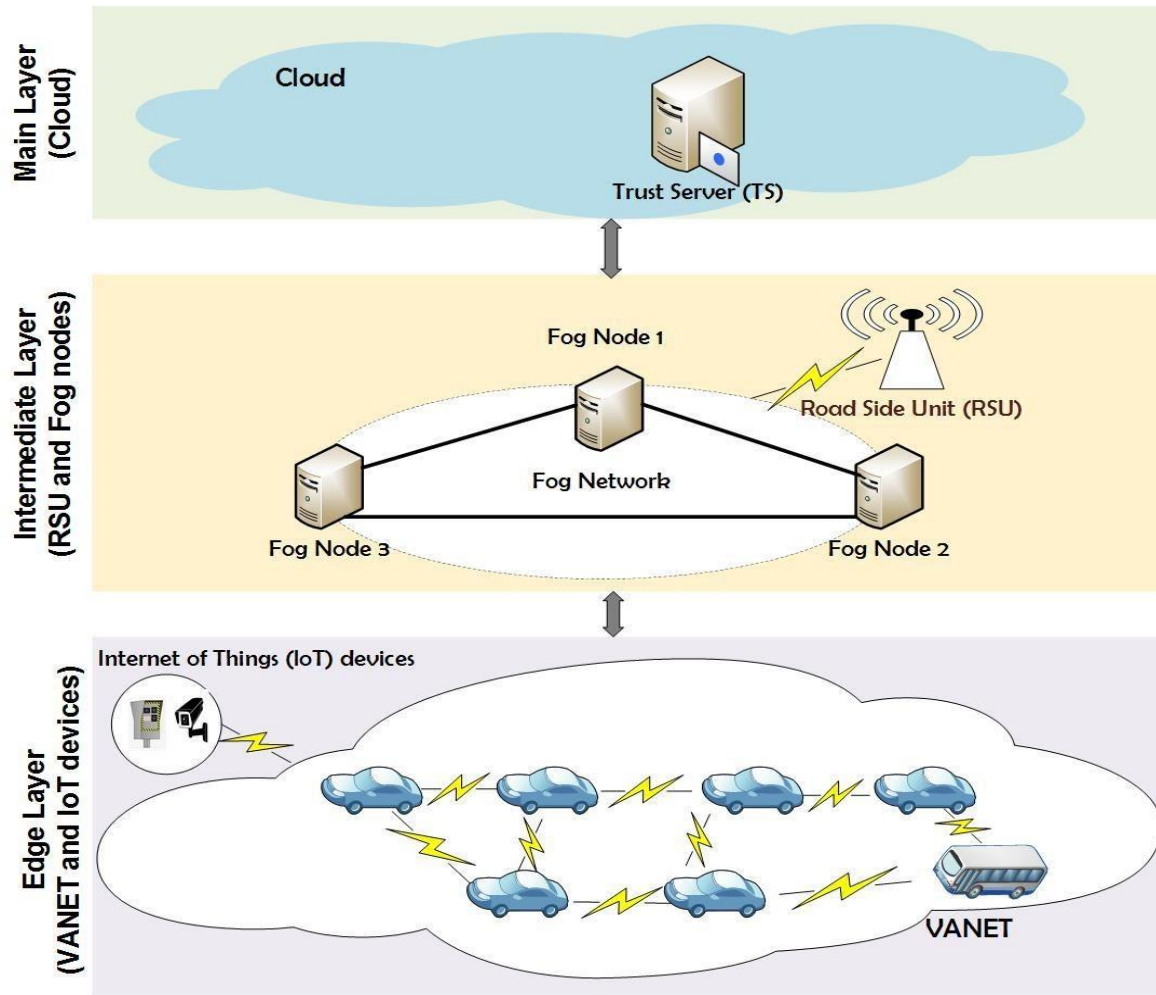 Main Layer
(Cloud)
Cloud
Trust Server (TS)
Intermediate Layer
(RSU and Fog nodes)
Fog Node 1
Road Side Unit (RSU)
Fog Network
Fog Node 3
Fog Node 2
Edge Layer
(VANET and IoT devices)
Internet of Things (IoT) devices
VANET